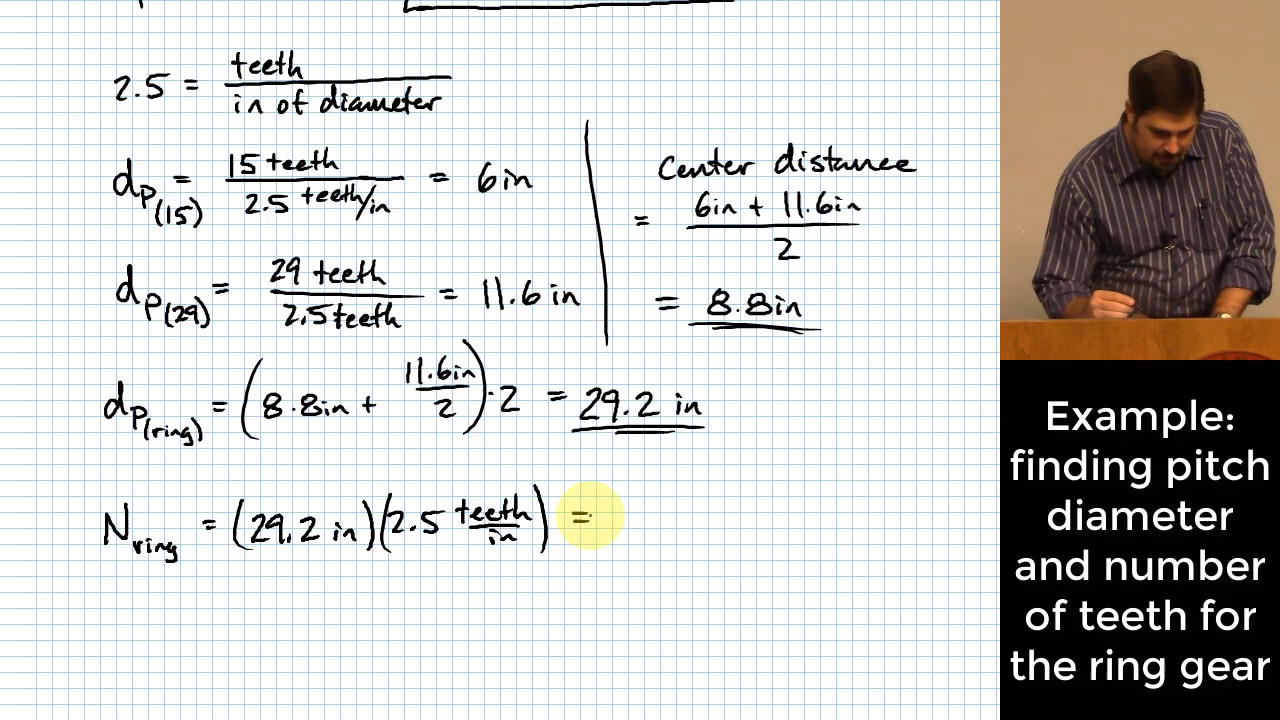 2.5 = teeth / in of diameter
dP(15) = 15 teeth / 2.5 teeth/in = 6in
dP(29) = 29 teeth / 2.5 teeth = 11.6 in
Center distance
= 6in + 11.6in / 2
= 8.8in
dP(ring) = (8.8in + 11.6in / 2) · 2 = 29.2 in
Nring = (29.2 in)(2.5 teeth / in) =
Example:
finding pitch
diameter
and number
of teeth for
the ring gear